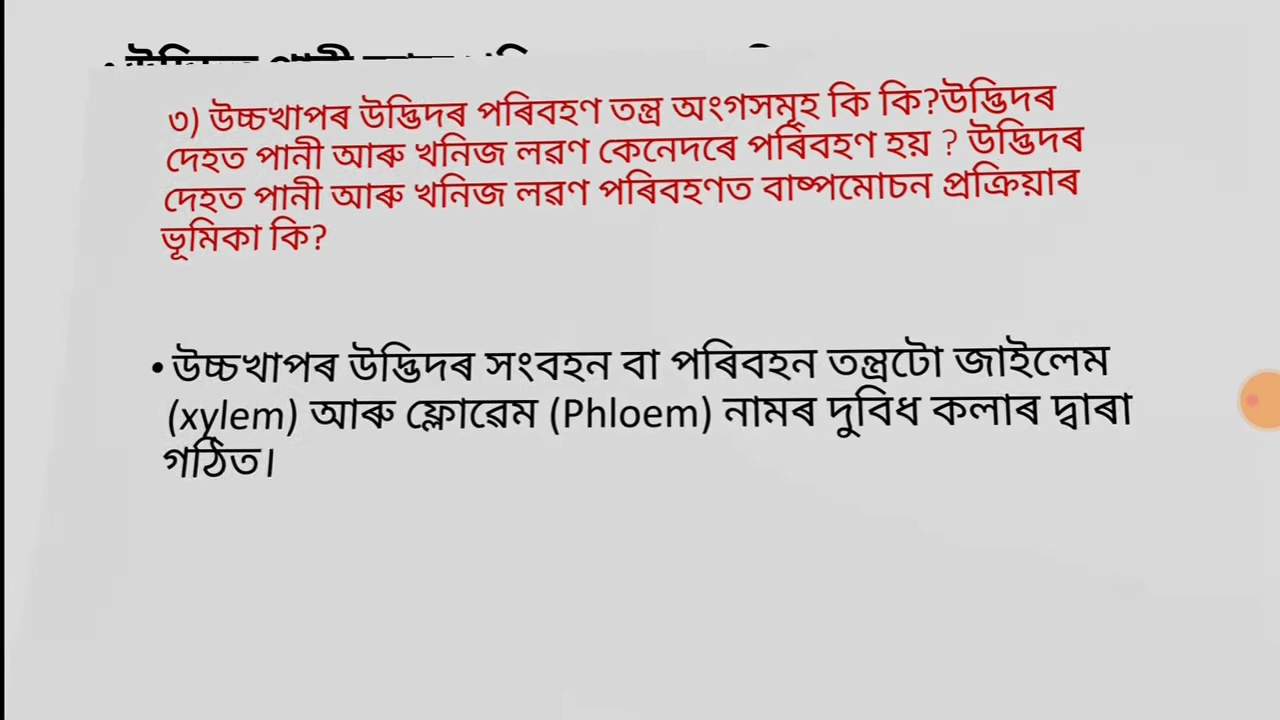 ৩) উচ্চখাপৰ উদ্ভিদৰ পৰিবহণ তন্ত্ৰ অংগসমূহ কি কি?উদ্ভিদৰ
দেহত পানী আৰু খনিজ লৱণ কেনেদৰে পৰিবহণ হয় ? উদ্ভিদৰ
দেহত পানী আৰু খনিজ লৱণ পৰিবহণত বাষ্পমোচন প্ৰক্ৰিয়াৰ
ভূমিকা কি?
• উচ্চখাপৰ উদ্ভিদৰ সংবহন বা পৰিবহন তন্ত্ৰটো জাইলেম
(xylem) আৰু ফ্লোৱেম (Phloem) নামৰ দুবিধ কলাৰ দ্বাৰা
গঠিত।